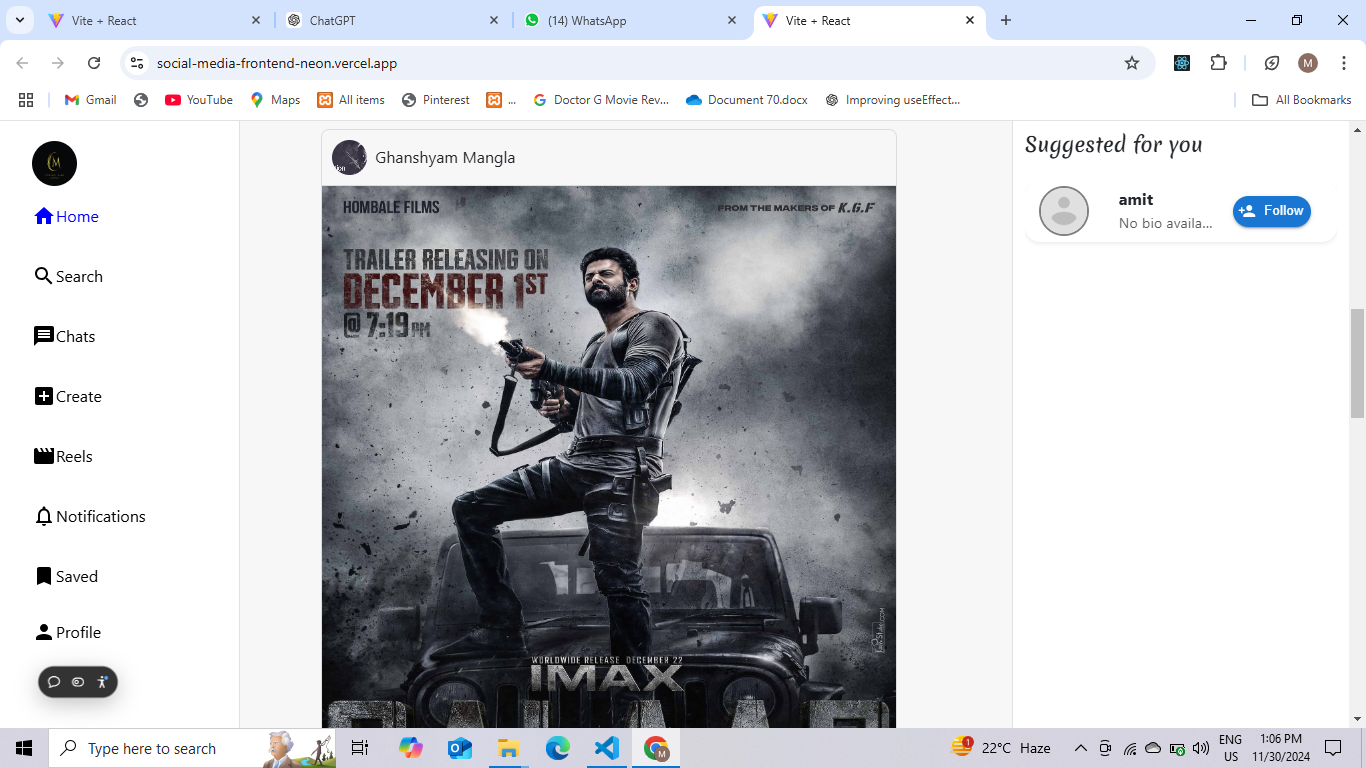 Vite + React
ChatGPT
(14) WhatsApp
Vite + React
social-media-frontend-neon.vercel.app
M
Gmail
YouTube
Maps
All items
Pinterest
...
Doctor G Movie Rev...
Document 70.docx
Improving useEffect...
All Bookmarks
Home
Search
Chats
Create
Reels
Notifications
Saved
Profile
Ghanshyam Mangla
HOMBALE FILMS
FROM THE MAKERS OF K.G.F
TRAILER RELEASING ON
DECEMBER 1ST
@ 7:19 PM
WORLDWIDE RELEASE DECEMBER 22
IMAX
Suggested for you
amit
No bio availa...
Follow
Type here to search
22°C Haze
ENG
US
1:06 PM
11/30/2024